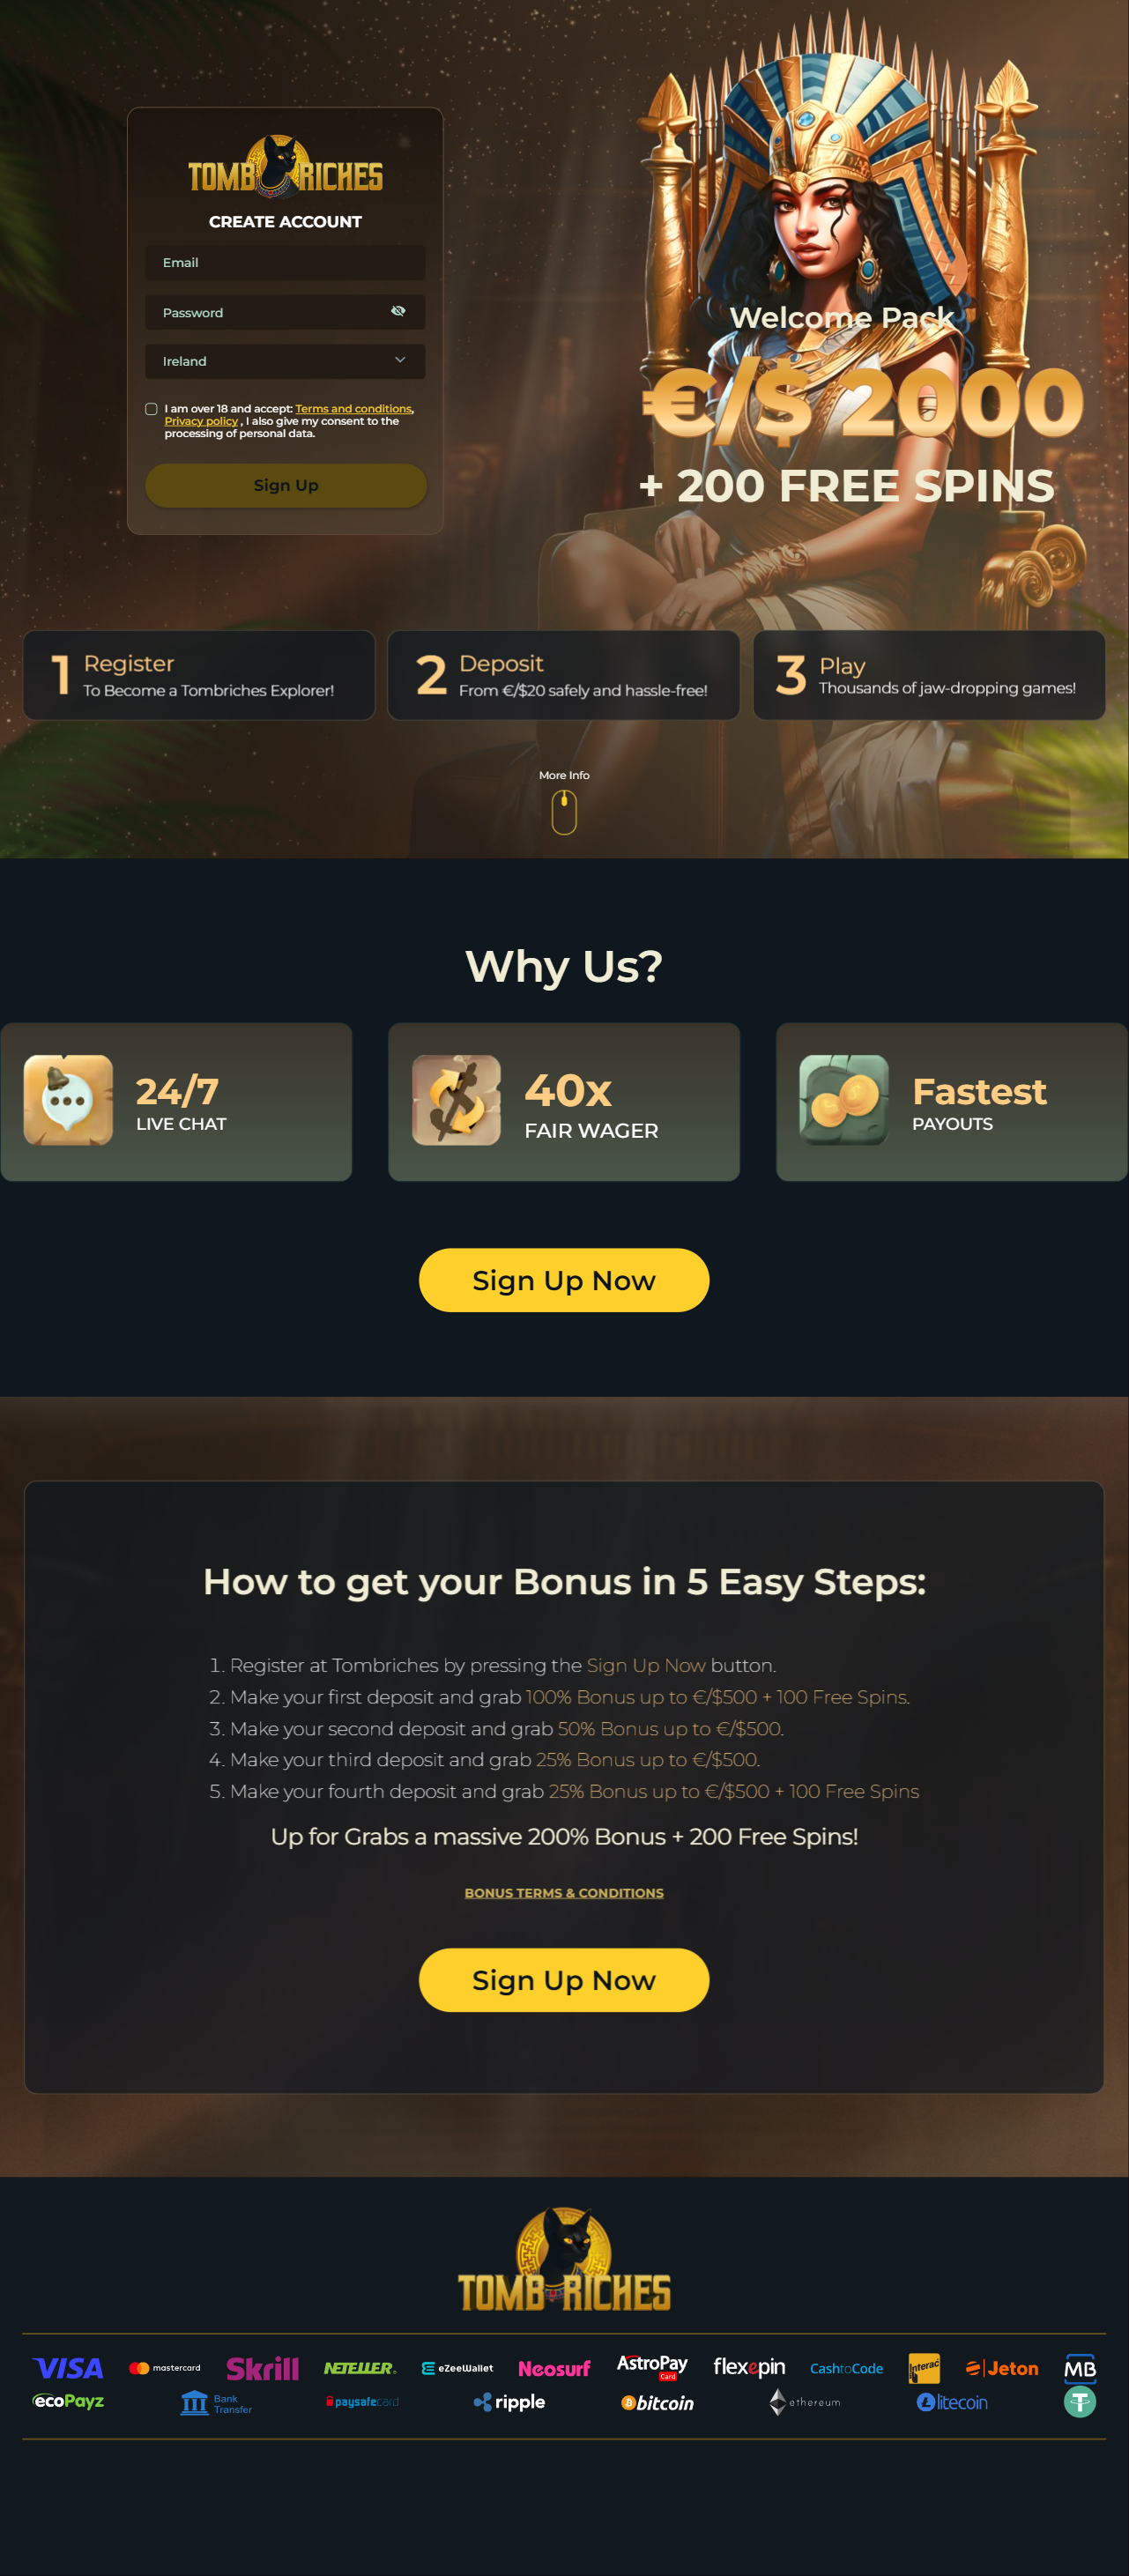 TOMB RICHES
CREATE ACCOUNT
Email
Password
Ireland
I am over 18 and accept: Terms and conditions,
Privacy policy , I also give my consent to the
processing of personal data.
Sign Up
Welcome Pack
€/$ 2000
+ 200 FREE SPINS
1 Register
To Become a Tombriches Explorer!
2 Deposit
From €/$20 safely and hassle-free!
3 Play
Thousands of jaw-dropping games!
More Info
Why Us?
24/7
LIVE CHAT
40x
FAIR WAGER
Fastest
PAYOUTS
Sign Up Now
How to get your Bonus in 5 Easy Steps:
1. Register at Tombriches by pressing the Sign Up Now button.
2. Make your first deposit and grab 100% Bonus up to €/$500 + 100 Free Spins.
3. Make your second deposit and grab 50% Bonus up to €/$500.
4. Make your third deposit and grab 25% Bonus up to €/$500.
5. Make your fourth deposit and grab 25% Bonus up to €/$500 + 100 Free Spins
Up for Grabs a massive 200% Bonus + 200 Free Spins!
BONUS TERMS & CONDITIONS
Sign Up Now
TOMB RICHES
VISA mastercard Skrill NETELLER eZeeWallet Neosurf AstroPay Card flexepin CashtoCode Interac Jeton MB
ecoPayz Bank Transfer paysafecard ripple bitcoin ethereum litecoin